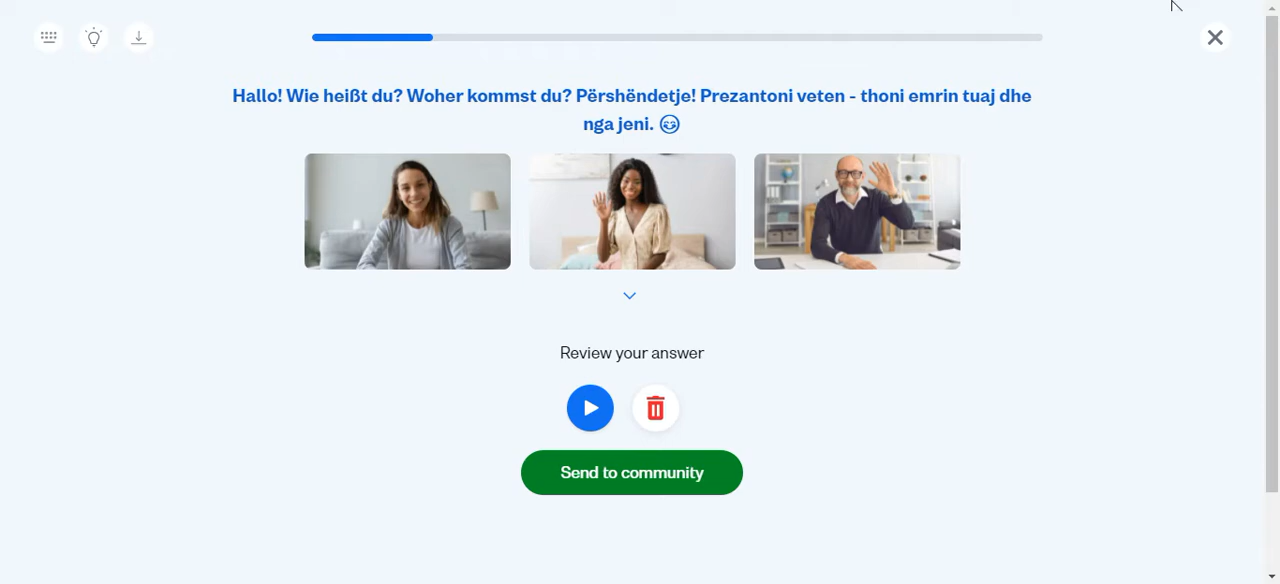 Hallo! Wie heißt du? Woher kommst du? Përshëndetje! Prezantoni veten - thoni emrin tuaj dhe
nga jeni. 😊
Review your answer
Send to community